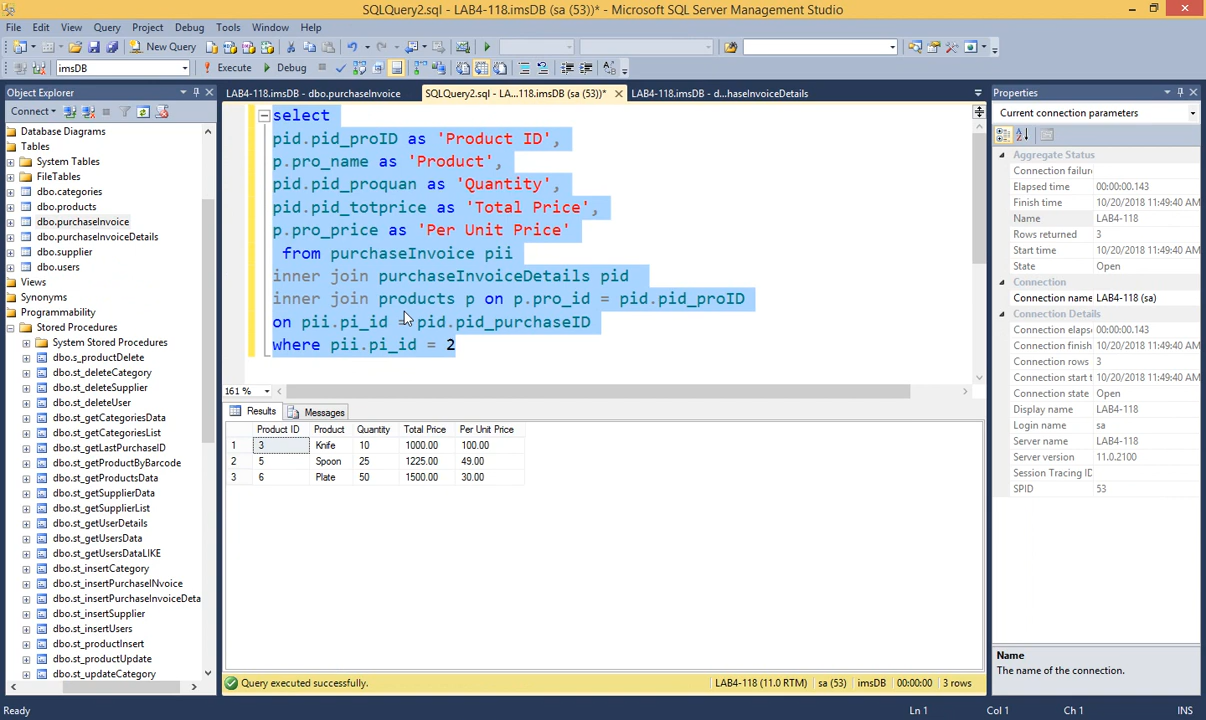 SQLQuery2.sql - LAB4-118.imsDB (sa (53))* - Microsoft SQL Server Management Studio
File Edit View Query Project Debug Tools Window Help
New Query
imsDB Execute Debug
Object Explorer
Connect
Database Diagrams
Tables
System Tables
FileTables
dbo.categories
dbo.products
dbo.purchaseInvoice
dbo.purchaseInvoiceDetails
dbo.supplier
dbo.users
Views
Synonyms
Programmability
Stored Procedures
System Stored Procedures
dbo.s_productDelete
dbo.st_deleteCategory
dbo.st_deleteSupplier
dbo.st_deleteUser
dbo.st_getCategoriesData
dbo.st_getCategoriesList
dbo.st_getLastPurchaseID
dbo.st_getProductByBarcode
dbo.st_getProductsData
dbo.st_getSupplierData
dbo.st_getSupplierList
dbo.st_getUserDetails
dbo.st_getUsersData
dbo.st_getUsersDataLIKE
dbo.st_insertCategory
dbo.st_insertPurchaseINvoice
dbo.st_insertPurchaseInvoiceDeta
dbo.st_insertSupplier
dbo.st_insertUsers
dbo.st_productInsert
dbo.st_productUpdate
dbo.st_updateCategory
LAB4-118.imsDB - dbo.purchaseInvoice SQLQuery2.sql - LA...118.imsDB (sa (53))* LAB4-118.imsDB - d...haseInvoiceDetails
select
pid.pid_proID as 'Product ID',
p.pro_name as 'Product',
pid.pid_proquan as 'Quantity',
pid.pid_totprice as 'Total Price',
p.pro_price as 'Per Unit Price'
from purchaseInvoice pii
inner join purchaseInvoiceDetails pid
inner join products p on p.pro_id = pid.pid_proID
on pii.pi_id = pid.pid_purchaseID
where pii.pi_id = 2
161 %
Results Messages
Product ID Product Quantity Total Price Per Unit Price
1 3 Knife 10 1000.00 100.00
2 5 Spoon 25 1225.00 49.00
3 6 Plate 50 1500.00 30.00
Query executed successfully. LAB4-118 (11.0 RTM) sa (53) imsDB 00:00:00 3 rows
Properties
Current connection parameters
Aggregate Status
Connection failure
Elapsed time 00:00:00.143
Finish time 10/20/2018 11:49:40 AM
Name LAB4-118
Rows returned 3
Start time 10/20/2018 11:49:40 AM
State Open
Connection
Connection name LAB4-118 (sa)
Connection Details
Connection elaps 00:00:00.143
Connection finish 10/20/2018 11:49:40 AM
Connection rows 3
Connection start t 10/20/2018 11:49:40 AM
Connection state Open
Display name LAB4-118
Login name sa
Server name LAB4-118
Server version 11.0.2100
Session Tracing ID
SPID 53
Name
The name of the connection.
Ready Ln 1 Col 1 Ch 1 INS